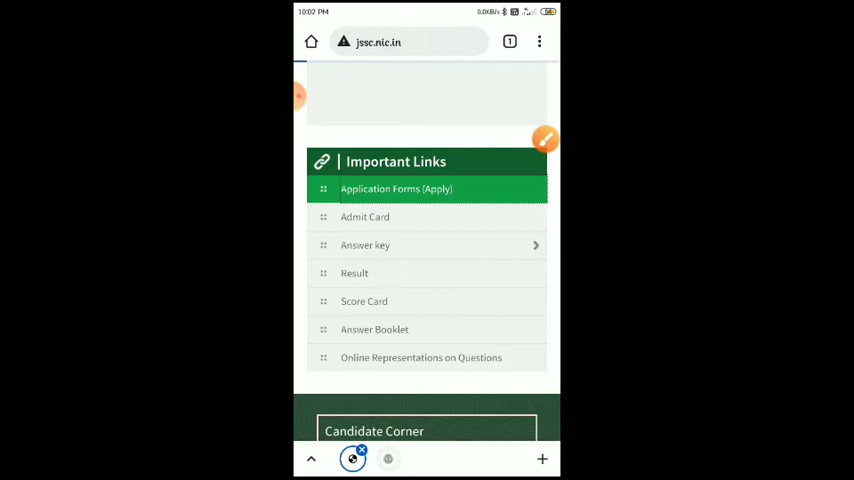 10:02 PM
0.0KB/s
jssc.nic.in
1
Important Links
Application Forms (Apply)
Admit Card
Answer key
Result
Score Card
Answer Booklet
Online Representations on Questions
Candidate Corner